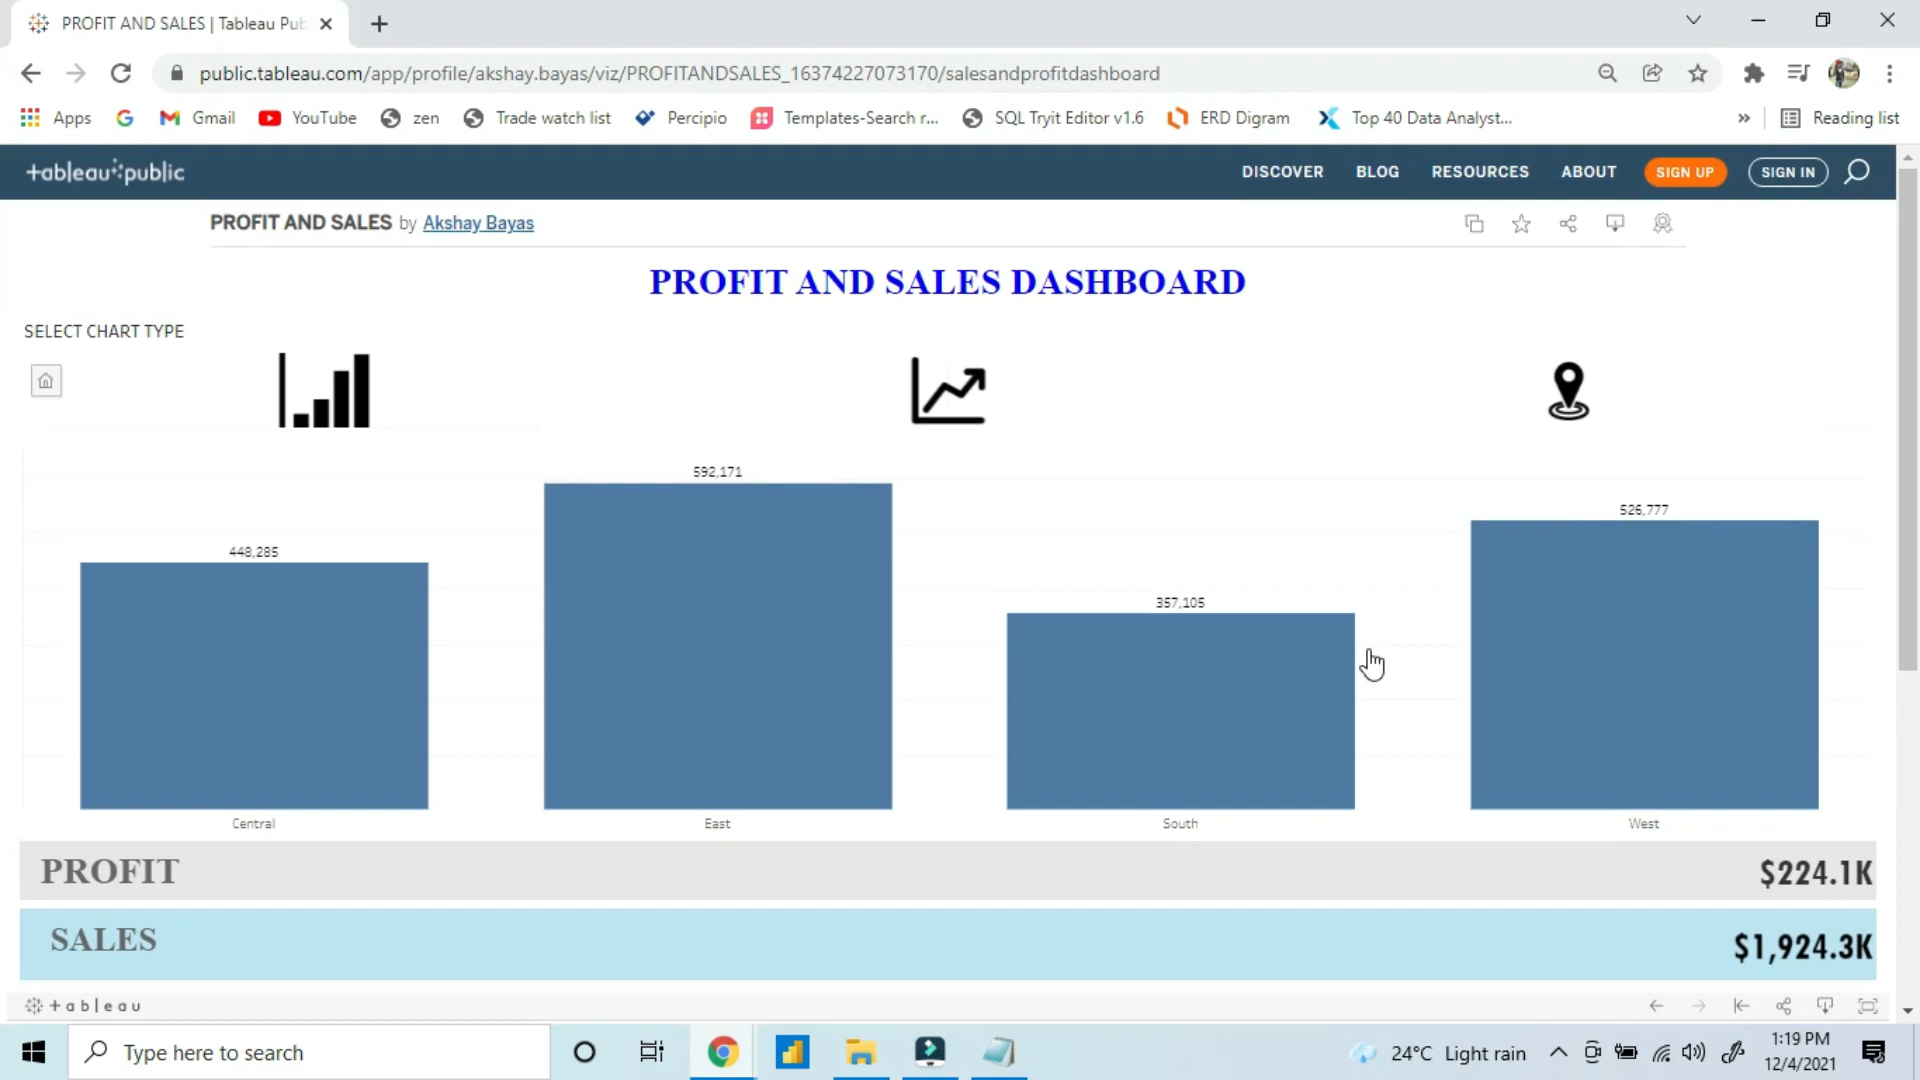 PROFIT AND SALES | Tableau Pub
public.tableau.com/app/profile/akshay.bayas/viz/PROFITANDSALES_16374227073170/salesandprofitdashboard
Apps Gmail YouTube zen Trade watch list Percipio Templates-Search r... SQL Tryit Editor v1.6 ERD Digram Top 40 Data Analyst... » Reading list
tableau public DISCOVER BLOG RESOURCES ABOUT SIGN UP SIGN IN
PROFIT AND SALES by Akshay Bayas
PROFIT AND SALES DASHBOARD
SELECT CHART TYPE
592,171
526,777
448,285
357,105
Central East South West
PROFIT $224.1K
SALES $1,924.3K
tableau
Type here to search 24°C Light rain 1:19 PM
12/4/2021